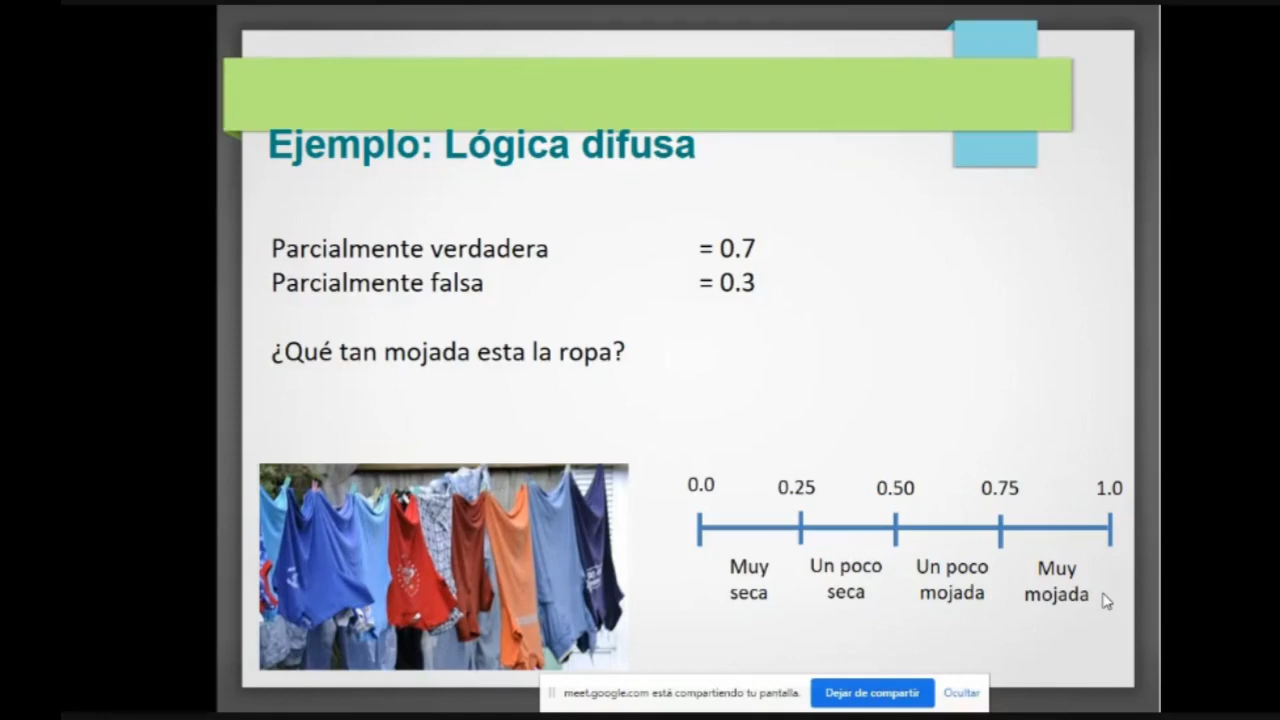 Ejemplo: Lógica difusa
Parcialmente verdadera = 0.7
Parcialmente falsa = 0.3
¿Qué tan mojada esta la ropa?
0.0 0.25 0.50 0.75 1.0
Muy seca
Un poco seca
Un poco mojada
Muy mojada
meet.google.com está compartiendo tu pantalla. Dejar de compartir Ocultar